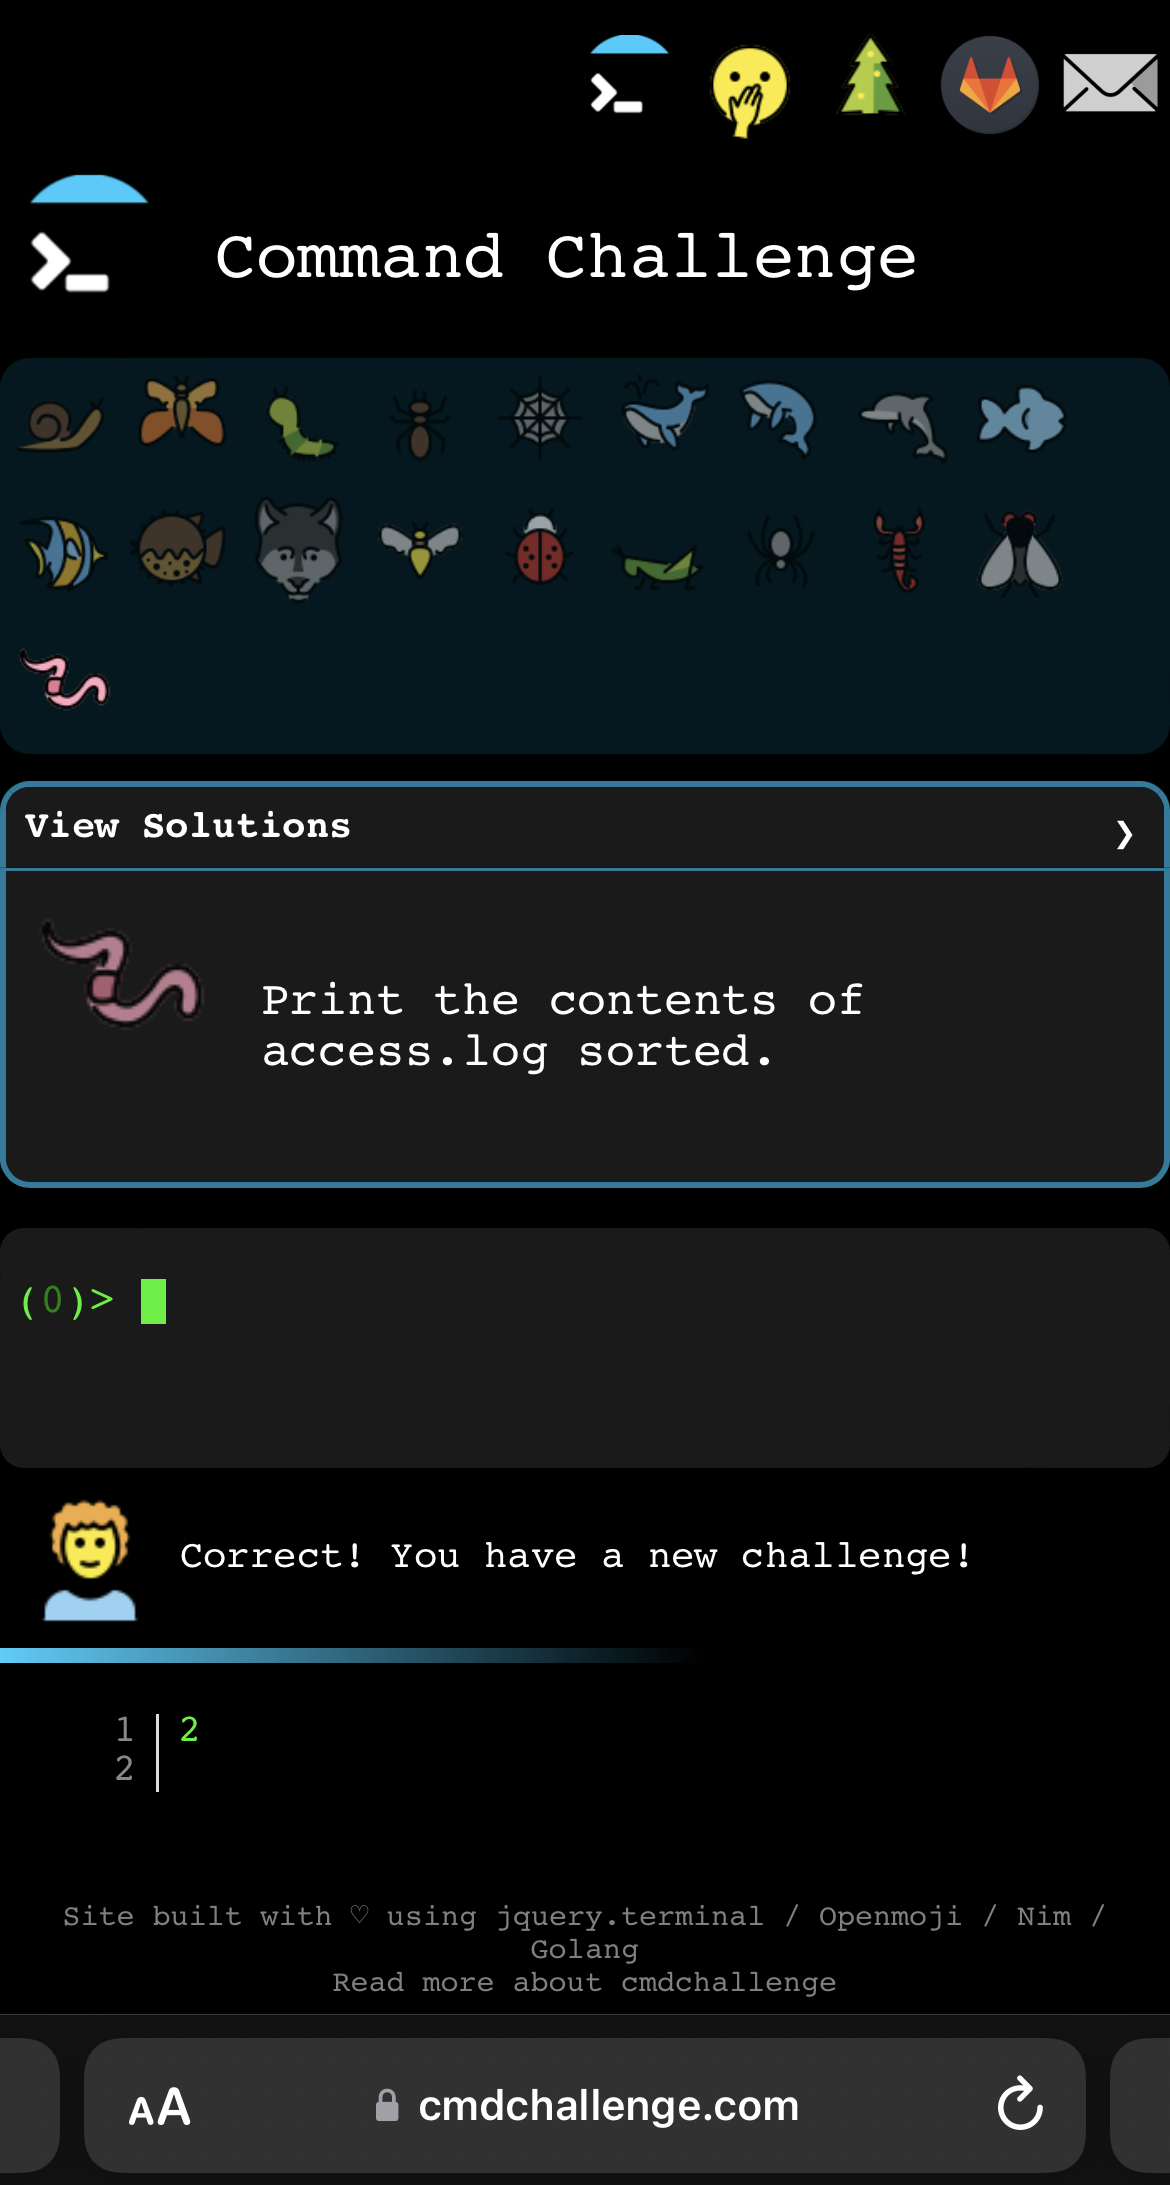 Command Challenge
View Solutions
Print the contents of
access.log sorted.
(0)>
Correct! You have a new challenge!
1 2
2
Site built with ♡ using jquery.terminal / Openmoji / Nim /
Golang
Read more about cmdchallenge
AA cmdchallenge.com